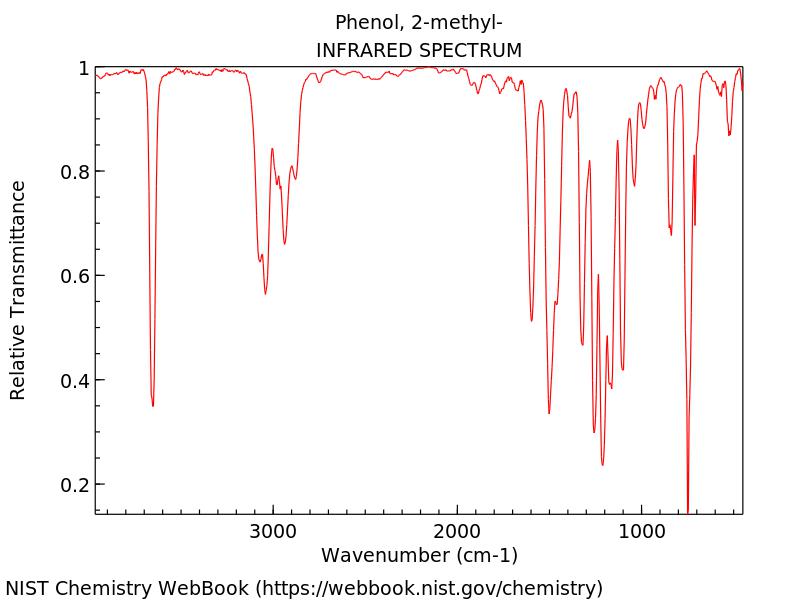 Phenol, 2-methyl-
INFRARED SPECTRUM
1
0.8
0.6
0.4
0.2
Relative Transmittance
3000 2000 1000
Wavenumber (cm-1)
NIST Chemistry WebBook (https://webbook.nist.gov/chemistry)